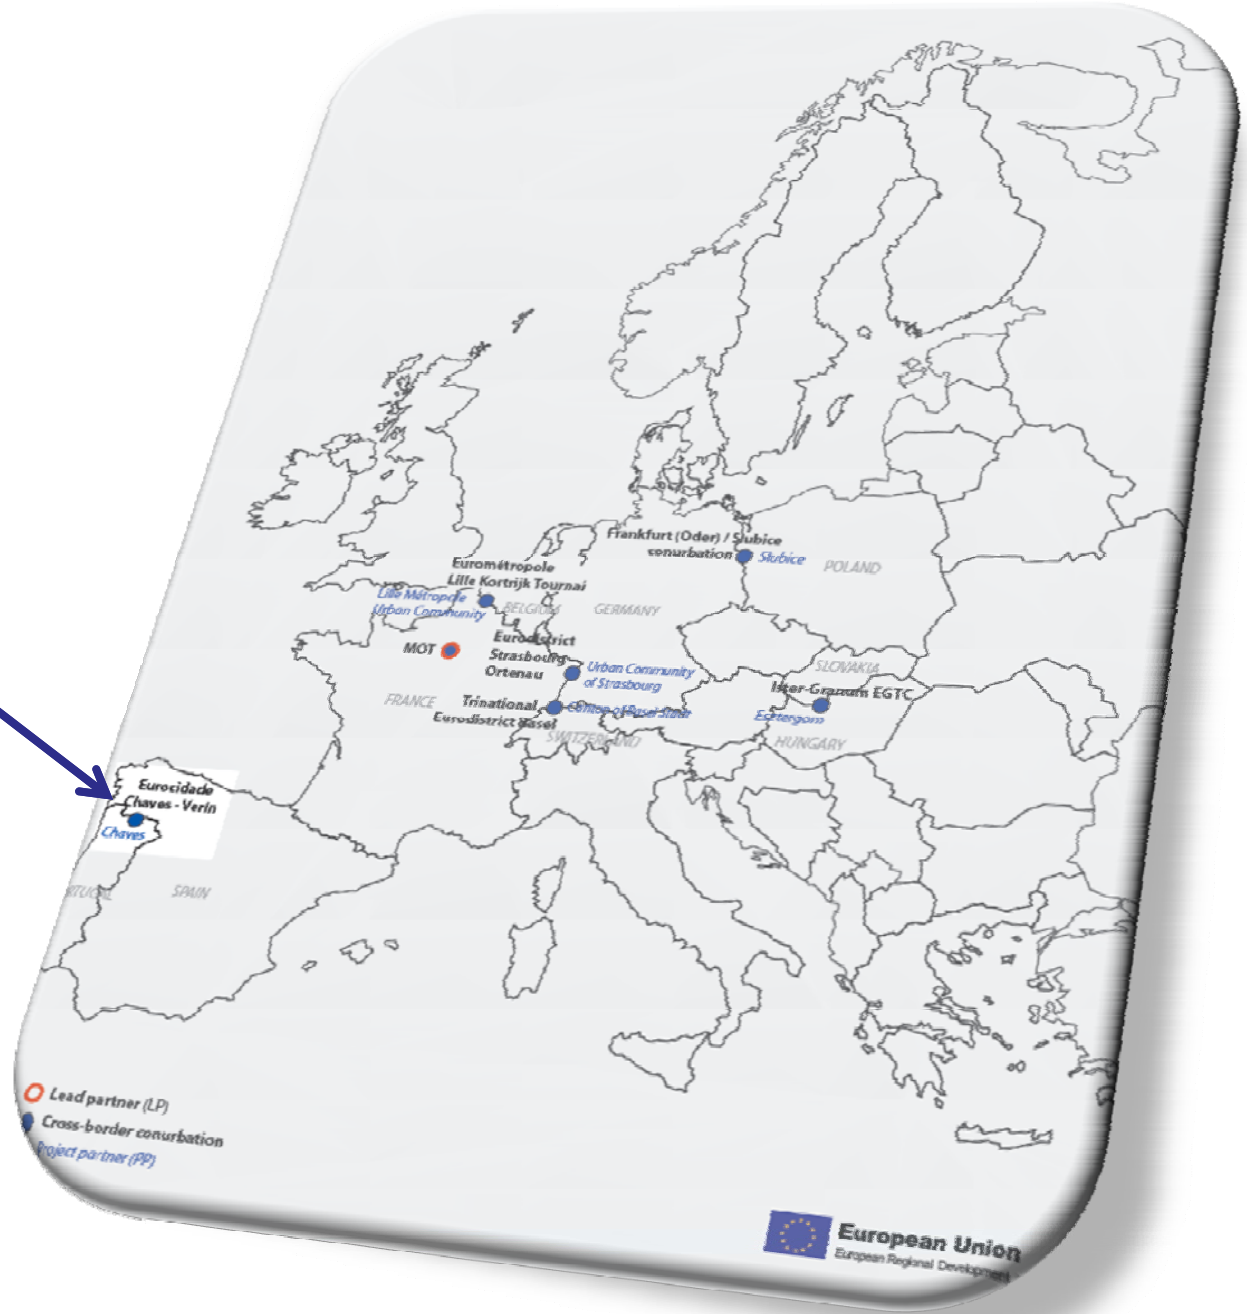 Frankfurt (Oder) / Słubice
conurbation
Słubice
POLAND
Eurométropole
Lille Kortrijk Tournai
Lille Métropole
Urban Community
BELGIUM
GERMANY
MOT
Eurodistrict
Strasbourg
Ortenau
Urban Community
of Strasbourg
SLOVAKIA
Ister-Granum EGTC
Esztergom
HUNGARY
FRANCE
Trinational
Eurodistrict Basel
Canton of Basel Stadt
SWITZERLAND
Eurocidade
Chaves - Verín
Chaves
RTUGAL
SPAIN
Lead partner (LP)
Cross-border conurbation
Project partner (PP)
European Union
European Regional Development